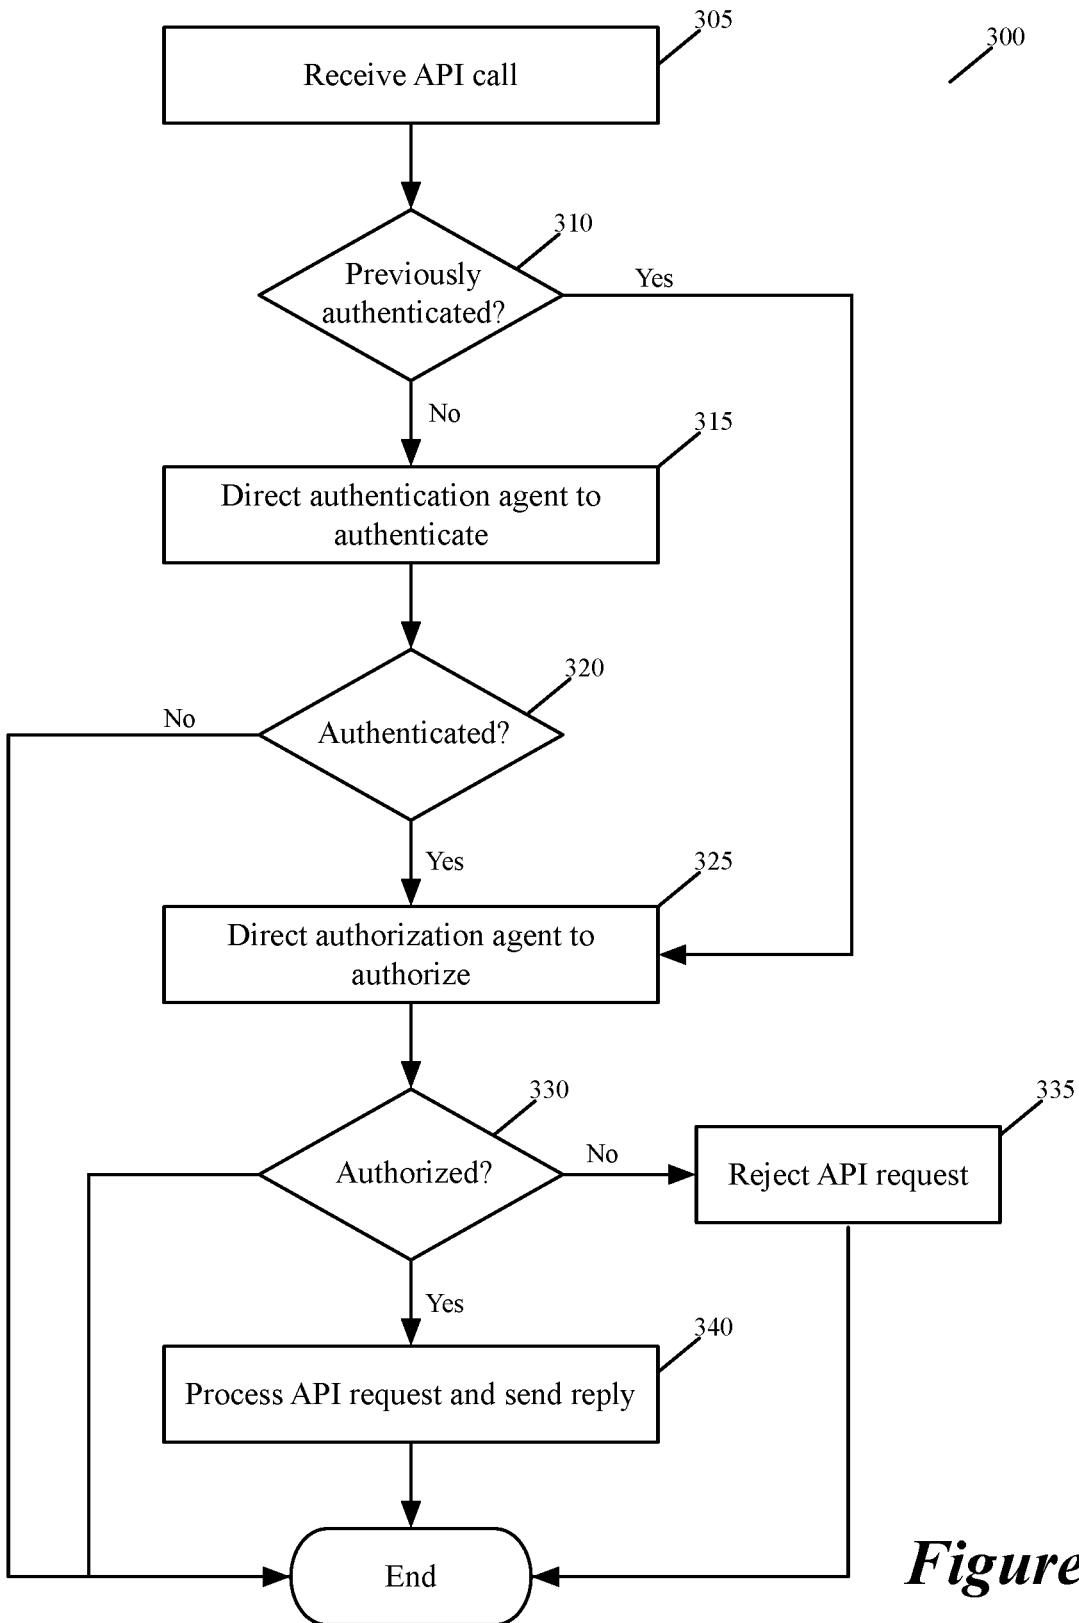 305
300
Receive API call
310
Previously
authenticated?
Yes
No
315
Direct authentication agent to
authenticate
320
No
Authenticated?
Yes
325
Direct authorization agent to
authorize
330
335
Authorized?
No
Reject API request
Yes
340
Process API request and send reply
End
Figure